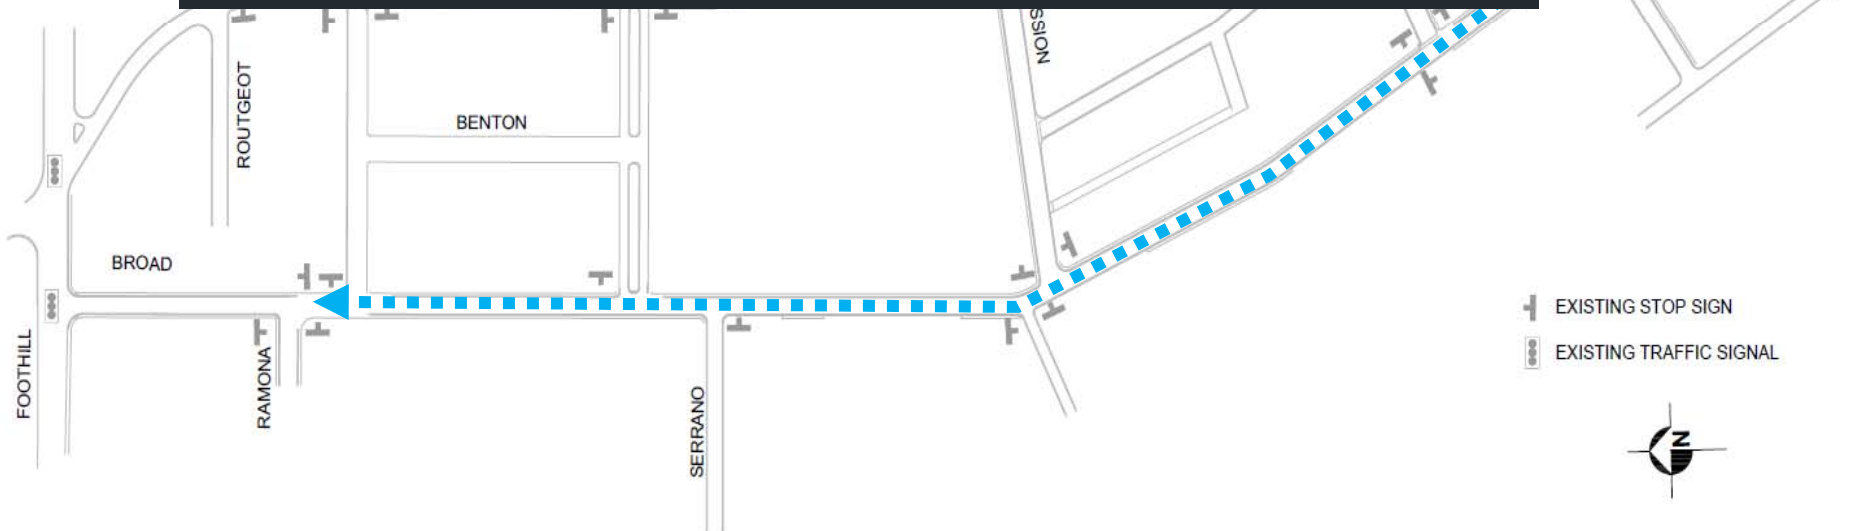 ROUTGEOT
BENTON
BROAD
FOOTHILL
RAMONA
SERRANO
EXISTING STOP SIGN
EXISTING TRAFFIC SIGNAL
N